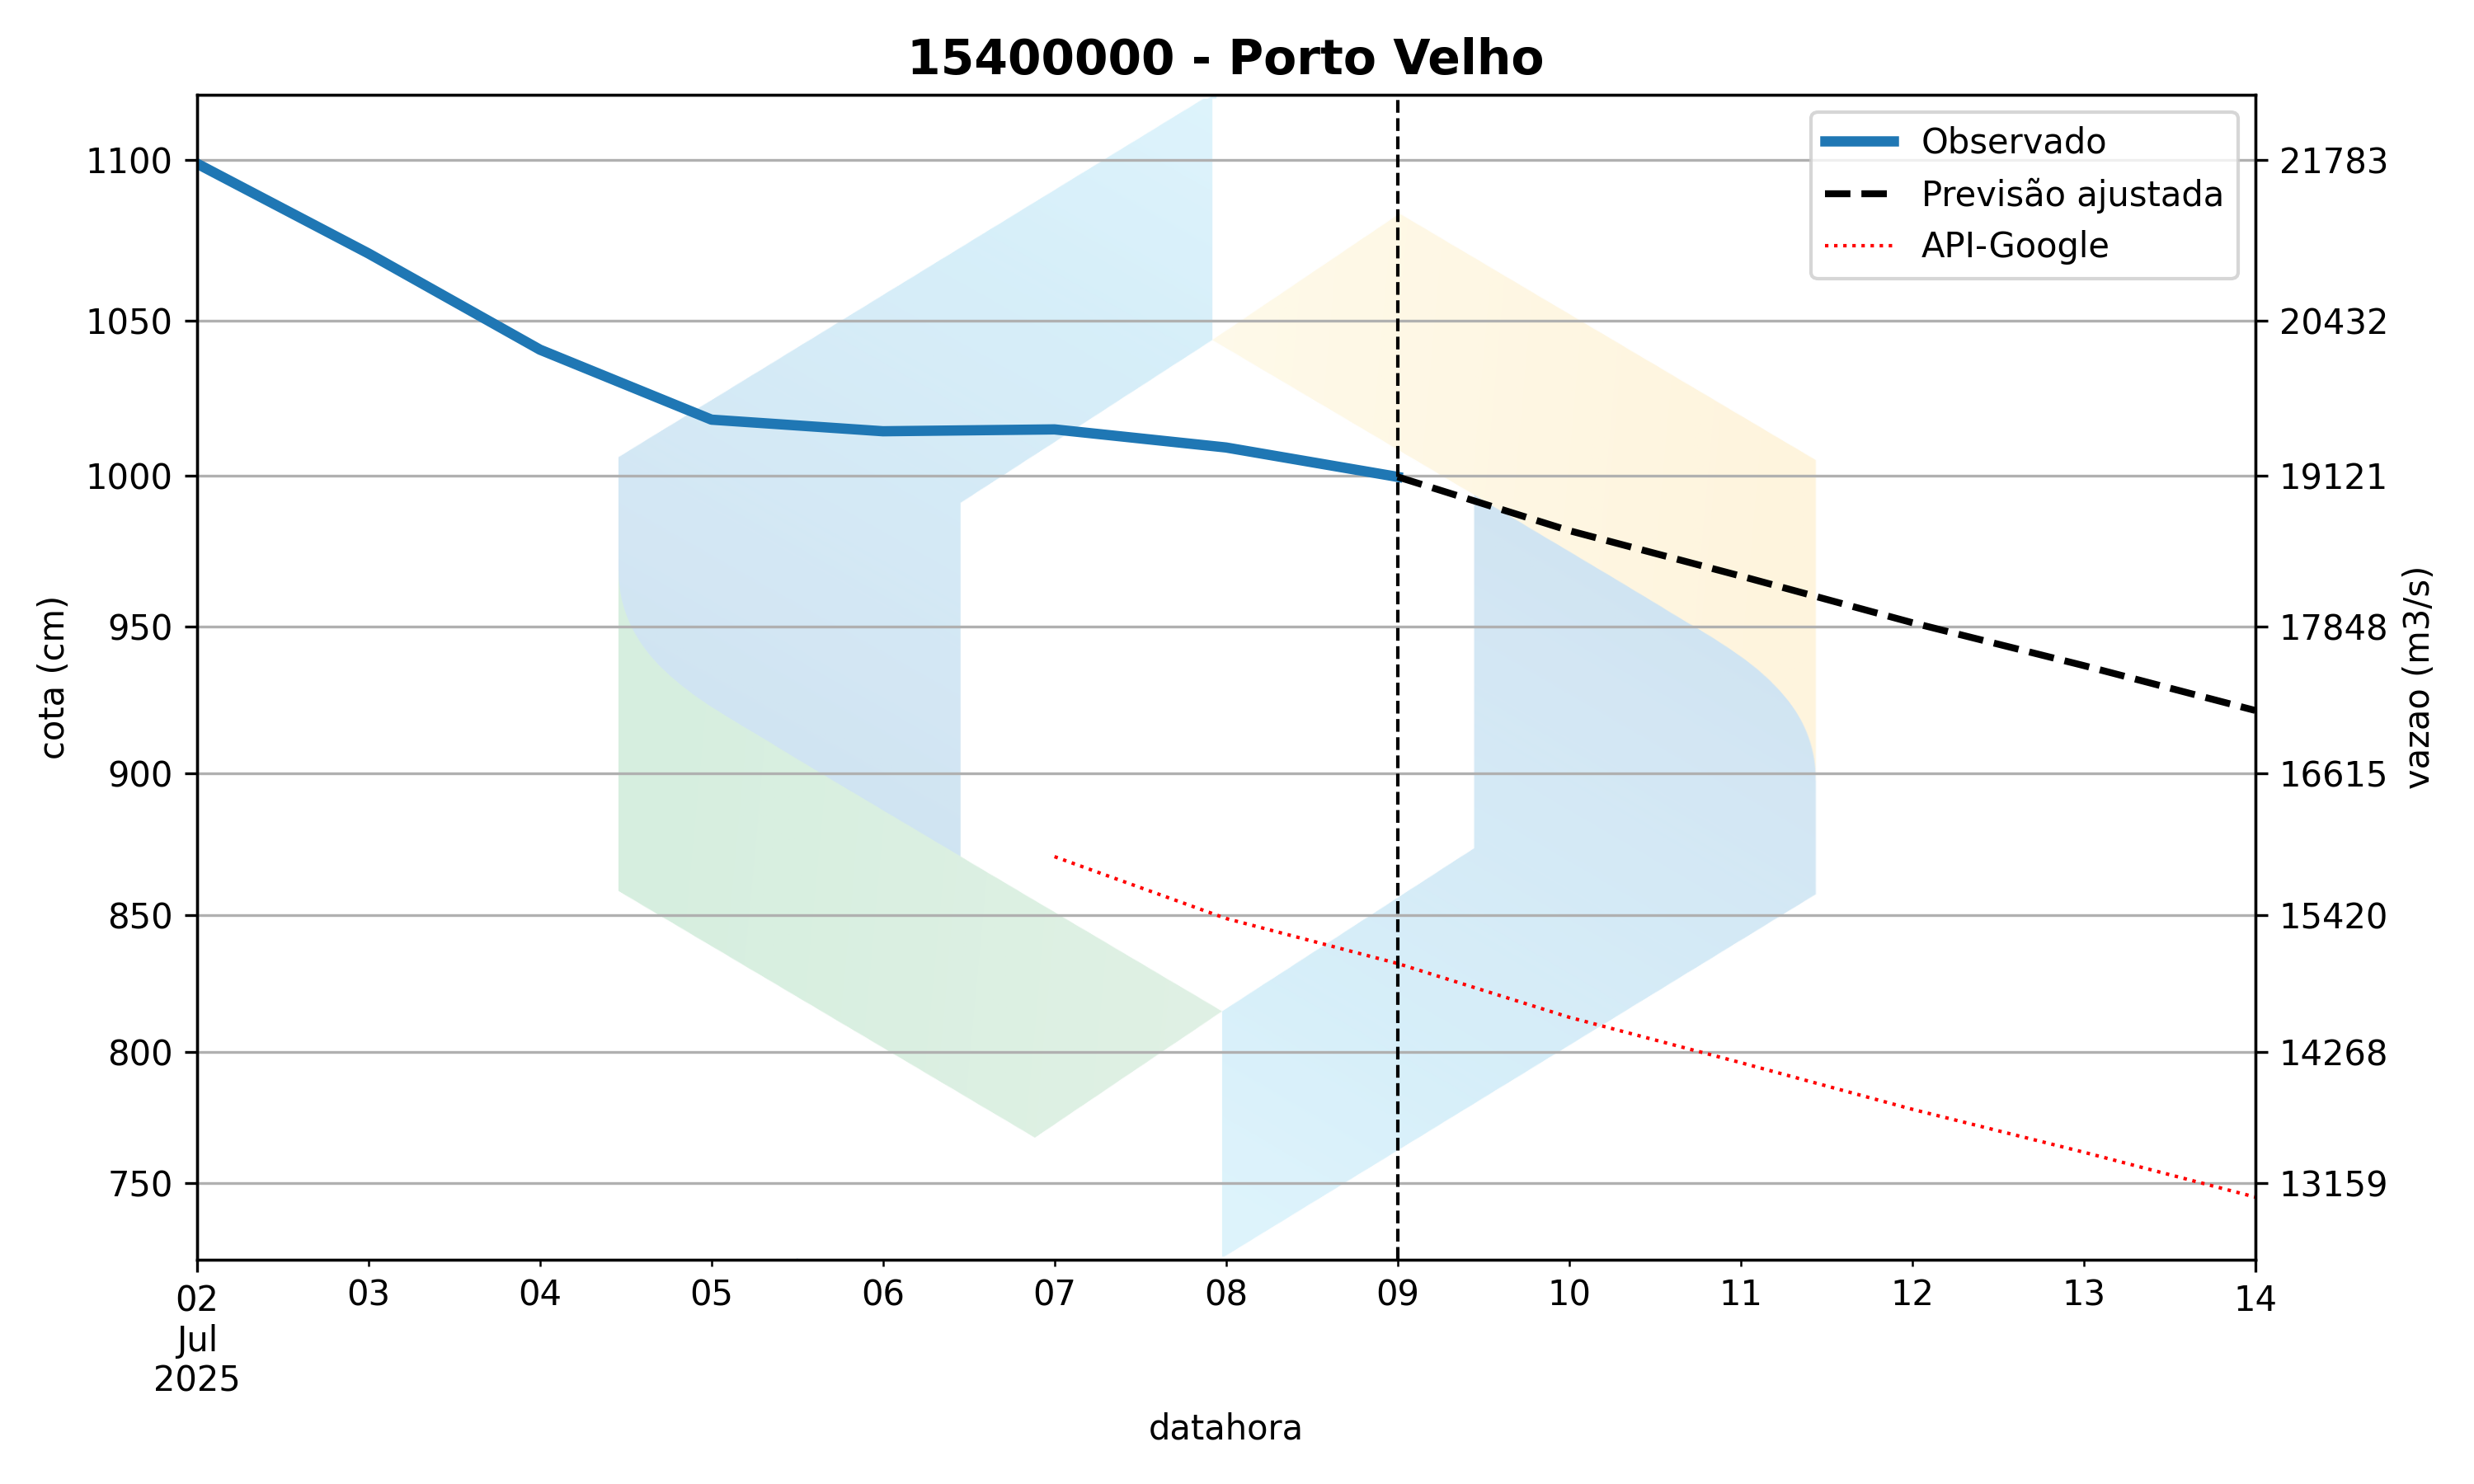 15400000 - Porto Velho
Observado
Previsão ajustada
API-Google
1100
1050
1000
950
900
850
800
750
cota (cm)
21783
20432
19121
17848
16615
15420
14268
13159
vazao (m3/s)
02 03 04 05 06 07 08 09 10 11 12 13 14
Jul
2025
datahora